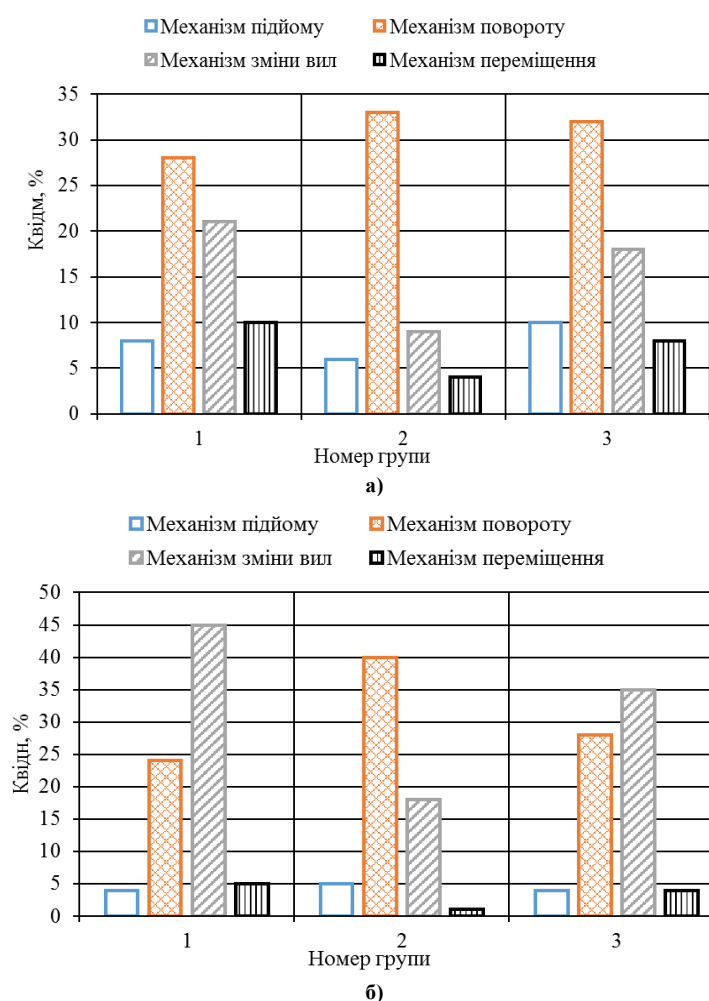 Механізм підйому Механізм повороту
Механізм зміни вил Механізм переміщення
35
30
25
20
15
10
5
0
Квідм, %
1 2 3
Номер групи
а)
Механізм підйому Механізм повороту
Механізм зміни вил Механізм переміщення
50
45
40
35
30
25
20
15
10
5
0
Квідн, %
1 2 3
Номер групи
б)